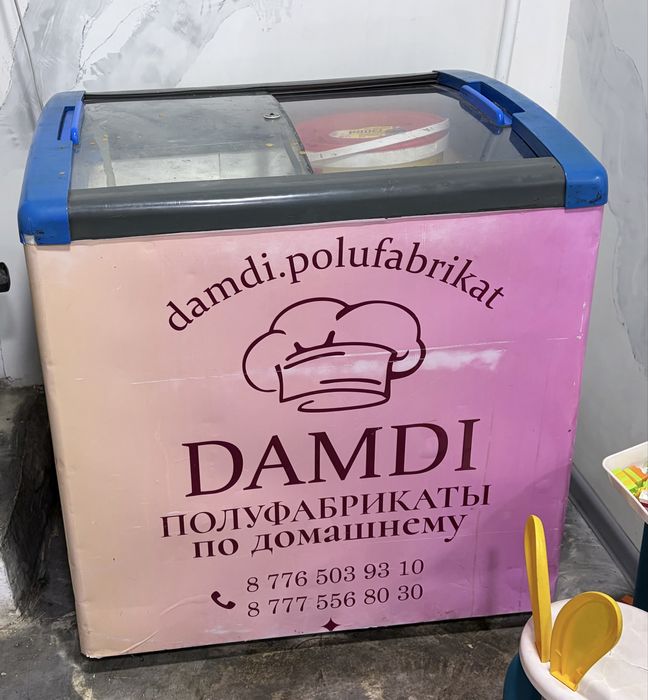 damdi.polufabrikat
DAMDI
ПОЛУФАБРИКАТЫ
по домашнему
8 776 503 93 10
8 777 556 80 30